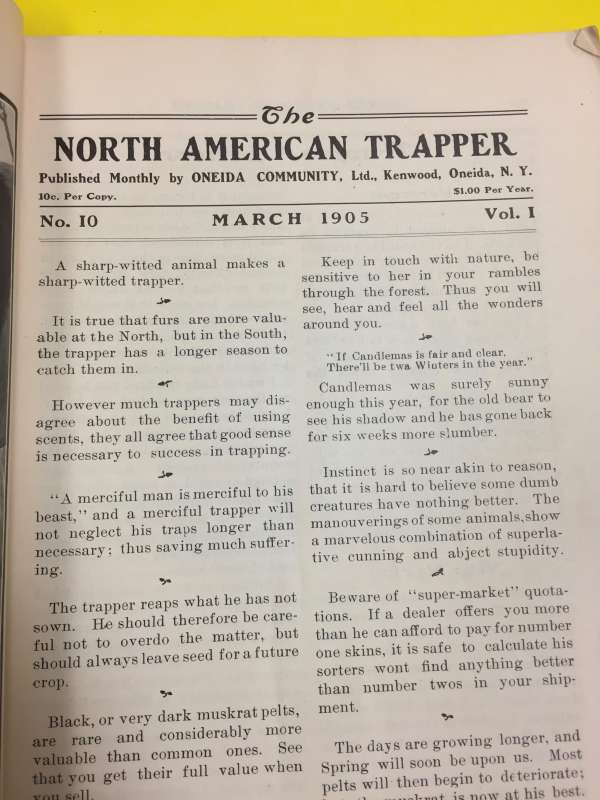 The
NORTH AMERICAN TRAPPER
Published Monthly by ONEIDA COMMUNITY, Ltd., Kenwood, Oneida, N. Y.
10c. Per Copy. $1.00 Per Year.
No. 10 MARCH 1905 Vol. 1
A sharp-witted animal makes a
sharp-witted trapper.
It is true that furs are more valu-
able at the North, but in the South,
the trapper has a longer season to
catch them in.
However much trappers may dis-
agree about the benefit of using
scents, they all agree that good sense
is necessary to success in trapping.
"A merciful man is merciful to his
beast," and a merciful trapper will
not neglect his traps longer than
necessary; thus saving much suffer-
ing.
The trapper reaps what he has not
sown. He should therefore be care-
ful not to overdo the matter, but
should always leave seed for a future
crop.
Black, or very dark muskrat pelts,
are rare and considerably more
valuable than common ones. See
that you get their full value when
you sell.
Keep in touch with nature, be
sensitive to her in your rambles
through the forest. Thus you will
see, hear and feel all the wonders
around you.
"If Candlemas is fair and clear,
There'll be two Winters in the year."
Candlemas was surely sunny
enough this year, for the old bear to
see his shadow and he has gone back
for six weeks more slumber.
Instinct is so near akin to reason,
that it is hard to believe some dumb
creatures have nothing better. The
manouverings of some animals,show
a marvelous combination of superla-
tive cunning and abject stupidity.
Beware of "super-market" quota-
tions. If a dealer offers you more
than he can afford to pay for number
one skins, it is safe to calculate his
sorters wont find anything better
than number twos in your ship-
ment.
The days are growing longer, and
Spring will soon be upon us. Most
pelts will then begin to deteriorate;
muskrat is now at his best.